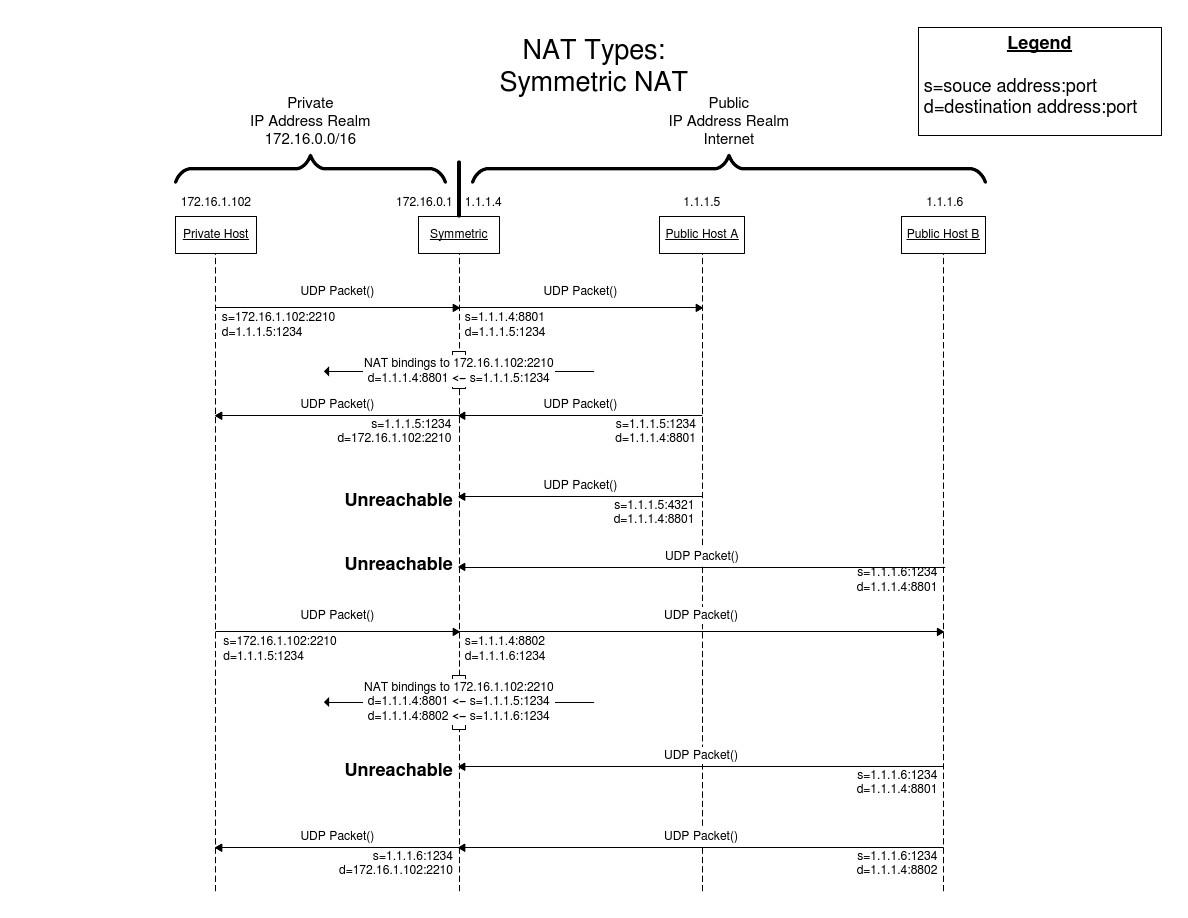 NAT Types:
Symmetric NAT
Legend
s=souce address:port
d=destination address:port
Private
IP Address Realm
172.16.0.0/16
Public
IP Address Realm
Internet
172.16.1.102
172.16.0.1
1.1.1.4
1.1.1.5
1.1.1.6
Private Host
Symmetric
Public Host A
Public Host B
UDP Packet()
UDP Packet()
s=172.16.1.102:2210
d=1.1.1.5:1234
s=1.1.1.4:8801
d=1.1.1.5:1234
NAT bindings to 172.16.1.102:2210
d=1.1.1.4:8801 <– s=1.1.1.5:1234
UDP Packet()
UDP Packet()
s=1.1.1.5:1234
d=172.16.1.102:2210
s=1.1.1.5:1234
d=1.1.1.4:8801
UDP Packet()
Unreachable
s=1.1.1.5:4321
d=1.1.1.4:8801
UDP Packet()
Unreachable
s=1.1.1.6:1234
d=1.1.1.4:8801
UDP Packet()
UDP Packet()
s=172.16.1.102:2210
d=1.1.1.5:1234
s=1.1.1.4:8802
d=1.1.1.6:1234
NAT bindings to 172.16.1.102:2210
d=1.1.1.4:8801 <– s=1.1.1.5:1234
d=1.1.1.4:8802 <– s=1.1.1.6:1234
UDP Packet()
Unreachable
s=1.1.1.6:1234
d=1.1.1.4:8801
UDP Packet()
UDP Packet()
s=1.1.1.6:1234
d=172.16.1.102:2210
s=1.1.1.6:1234
d=1.1.1.4:8802